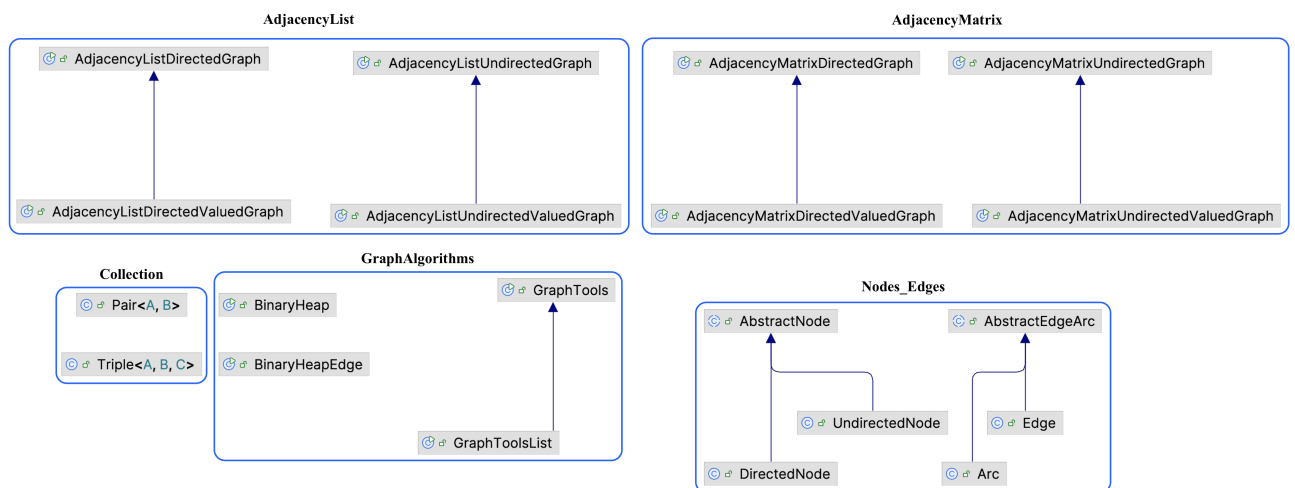 AdjacencyList
AdjacencyMatrix
AdjacencyListDirectedGraph
AdjacencyListUndirectedGraph
AdjacencyMatrixDirectedGraph
AdjacencyMatrixUndirectedGraph
AdjacencyListDirectedValuedGraph
AdjacencyListUndirectedValuedGraph
AdjacencyMatrixDirectedValuedGraph
AdjacencyMatrixUndirectedValuedGraph
Collection
Pair<A, B>
Triple<A, B, C>
GraphAlgorithms
GraphTools
BinaryHeap
BinaryHeapEdge
GraphToolsList
Nodes_Edges
AbstractNode
AbstractEdgeArc
UndirectedNode
Edge
DirectedNode
Arc